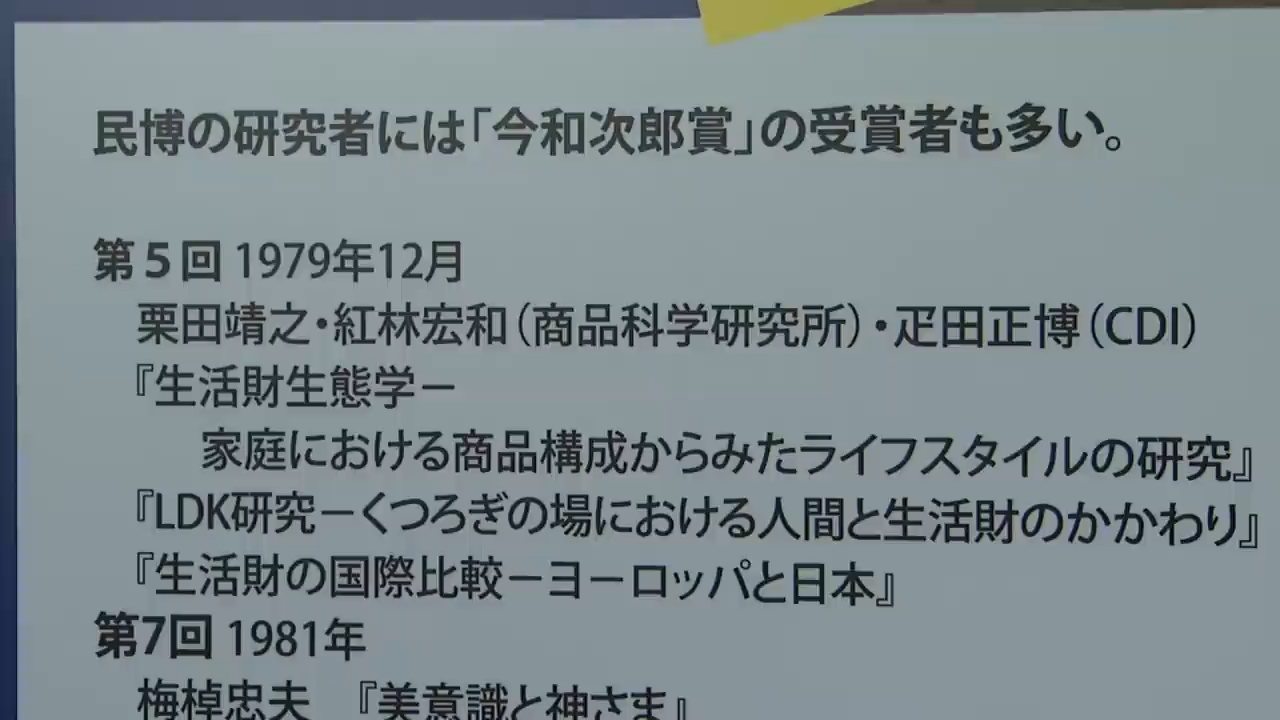 民博の研究者には「今和次郎賞」の受賞者も多い。
第５回 1979年12月
栗田靖之・紅林宏和（商品科学研究所）・疋田正博（CDI）
『生活財生態学－
家庭における商品構成からみたライフスタイルの研究』
『LDK研究－くつろぎの場における人間と生活財のかかわり』
『生活財の国際比較－ヨーロッパと日本』
第7回 1981年
梅棹忠夫　『美意識と神さま』